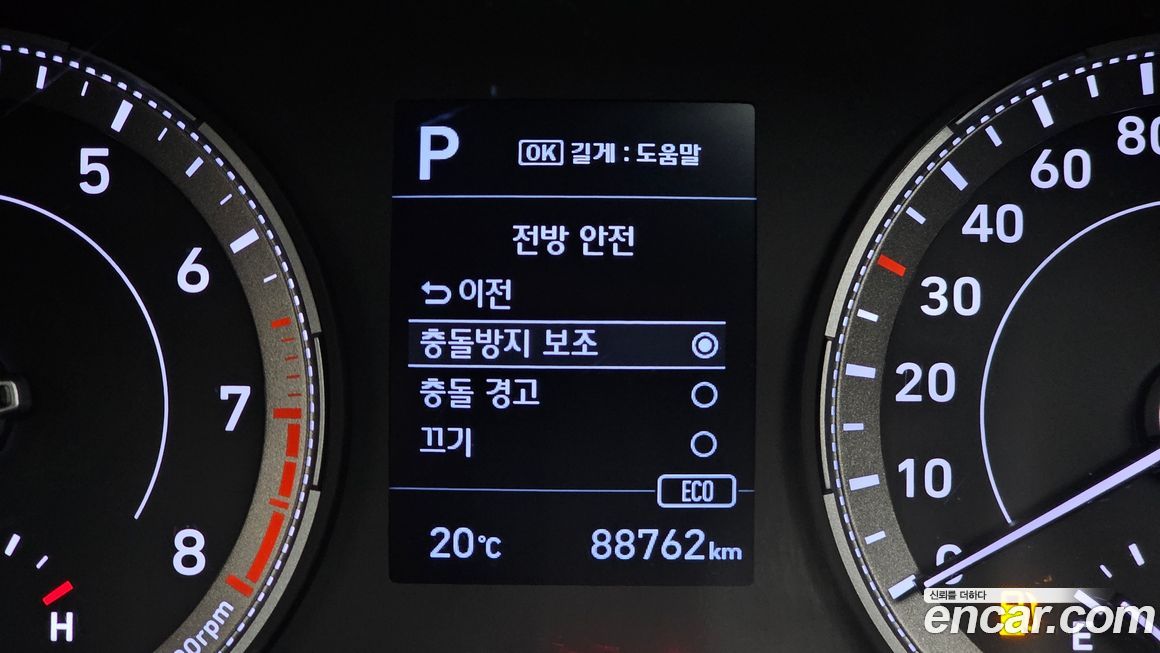 P
OK 길게 : 도움말
전방 안전
이전
충돌방지 보조
충돌 경고
끄기
ECO
20℃ 88762km
5
6
7
8
H
80
60
40
30
20
10
0
E
신뢰를 더하다
encar.com